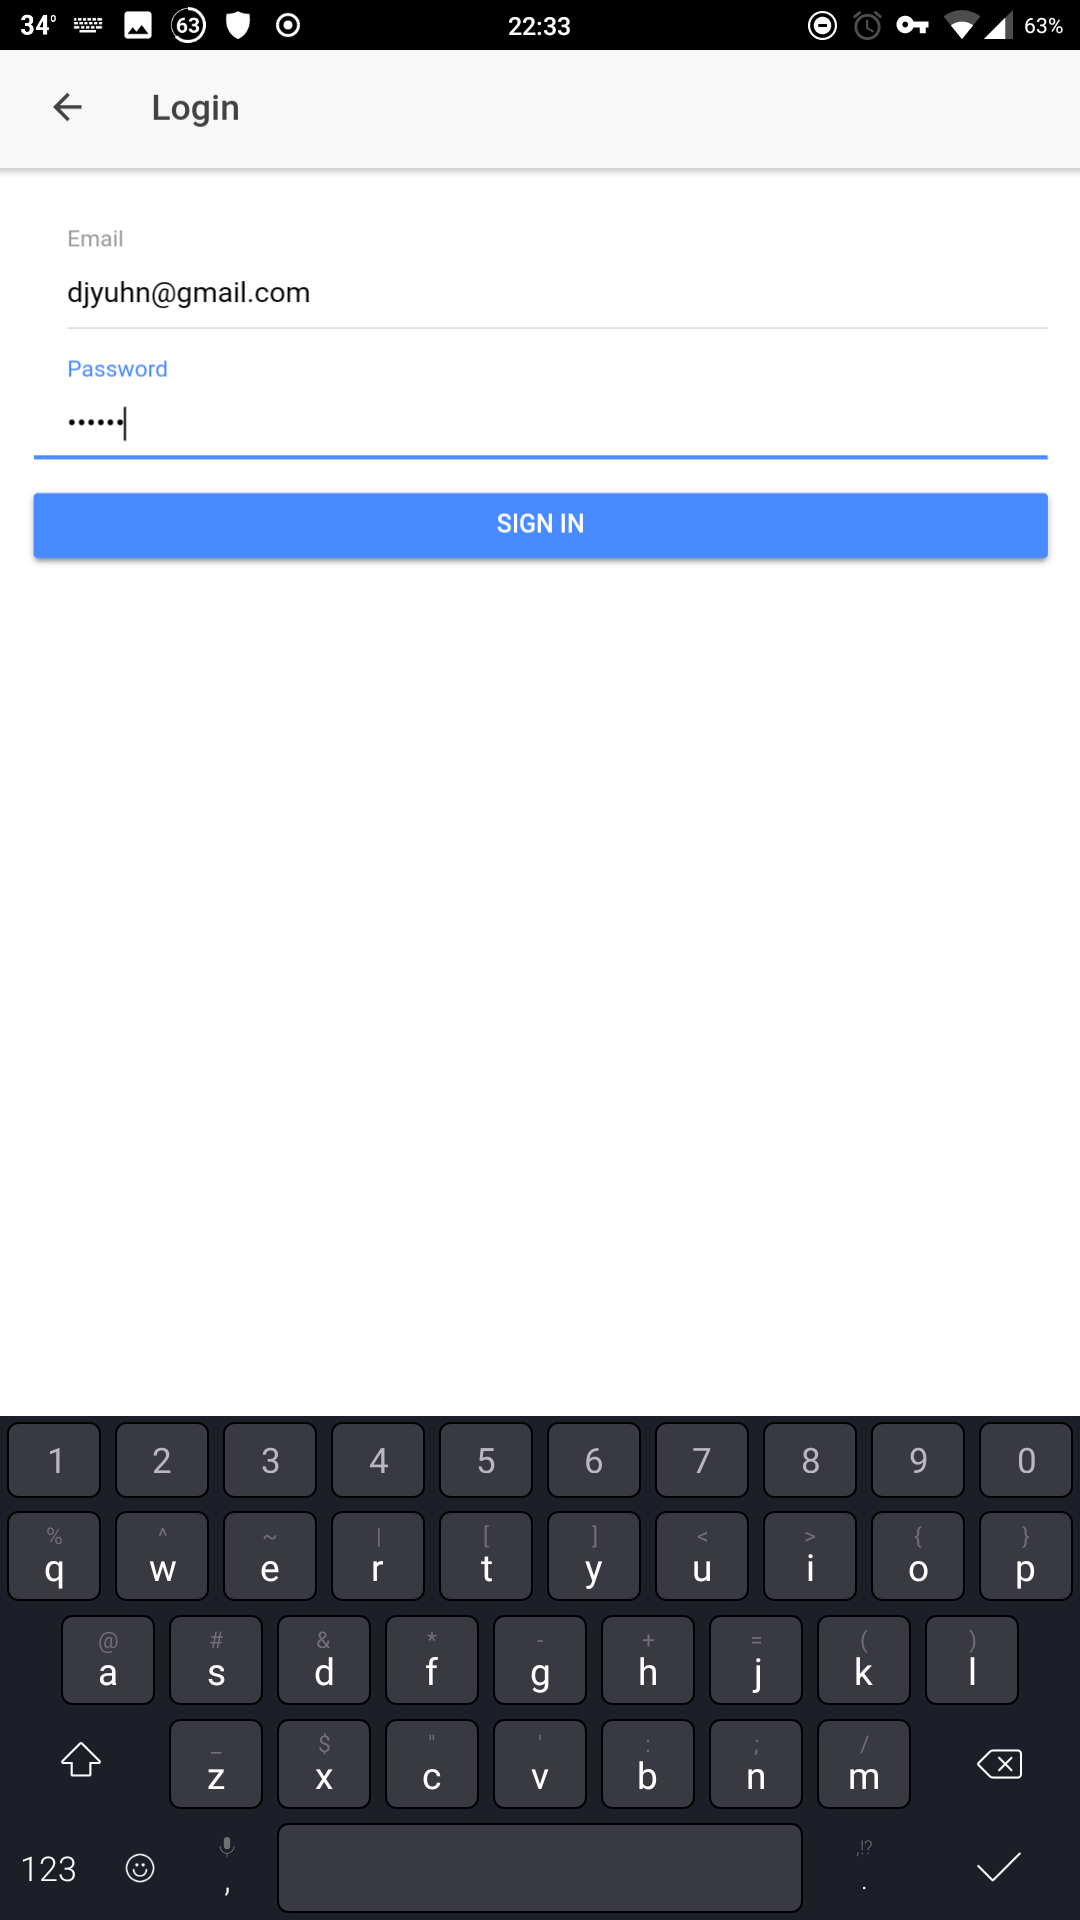 34° 63 22:33 63%
Login
Email
djyuhn@gmail.com
Password
••••••
SIGN IN
1 2 3 4 5 6 7 8 9 0
% ^ ~ | [ ] < > { }
q w e r t y u i o p
@ # & * - + = ( )
a s d f g h j k l
_ $ " ' : ; /
z x c v b n m
,!?
123 , .